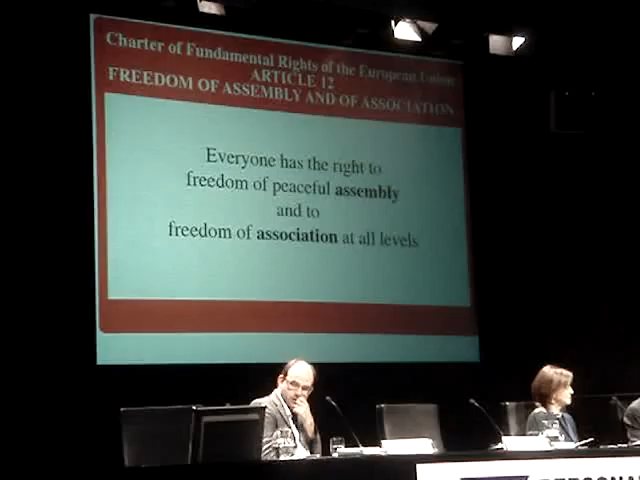 Charter of Fundamental Rights of the European Union
ARTICLE 12
FREEDOM OF ASSEMBLY AND OF ASSOCIATION
Everyone has the right to
freedom of peaceful assembly
and to
freedom of association at all levels